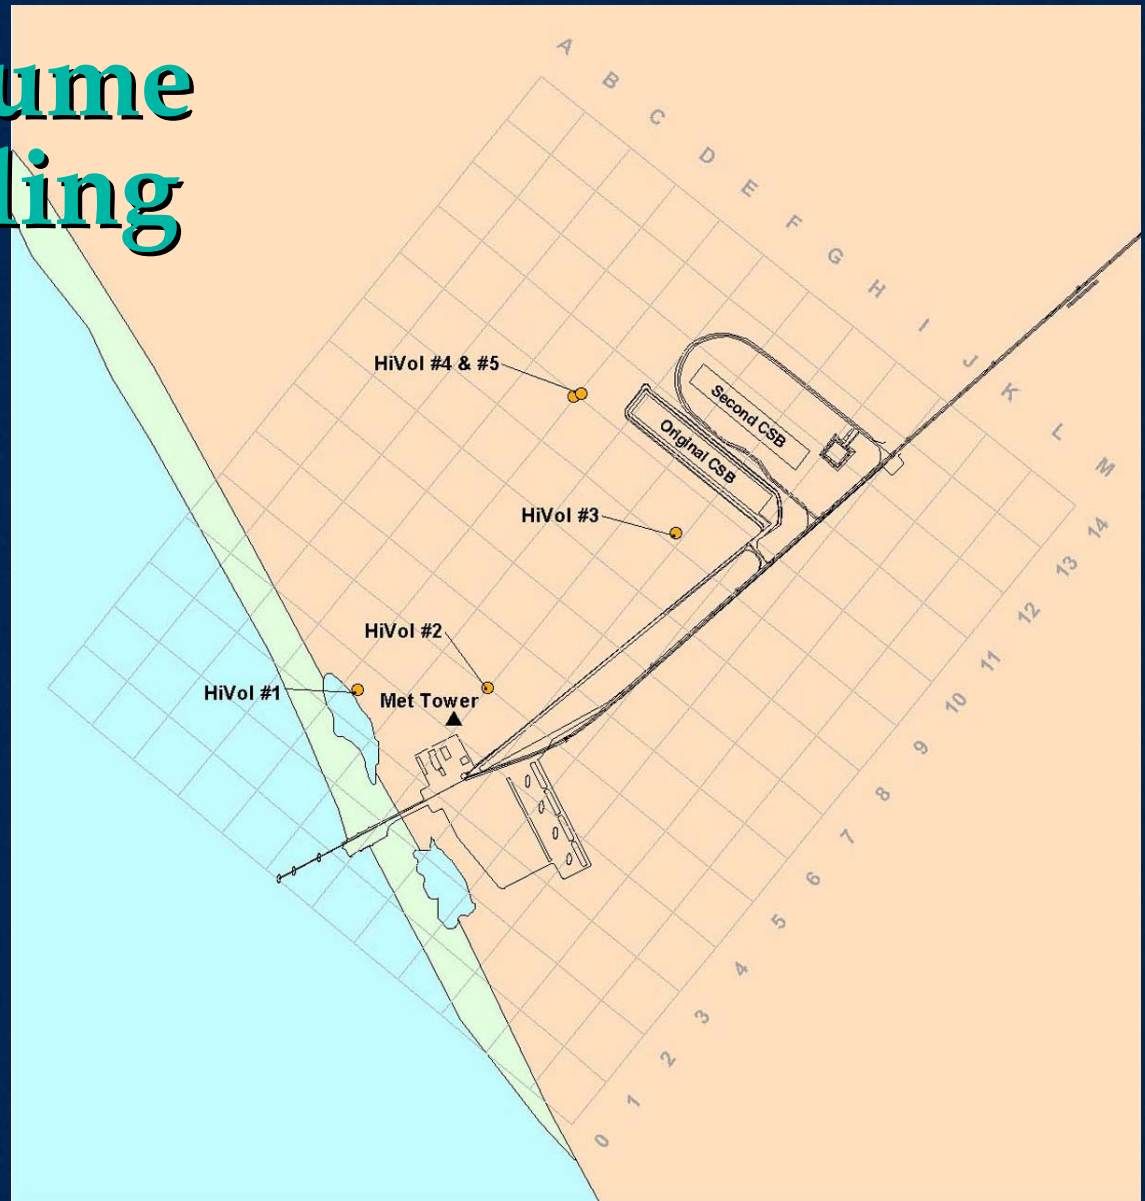 ume
ling
A
B
C
D
E
F
G
H
I
J
K
L
M
HiVol #4 & #5
Second CSB
Original CSB
HiVol #3
HiVol #2
HiVol #1
Met Tower
14
13
12
11
10
9
8
7
6
5
4
3
2
1
0